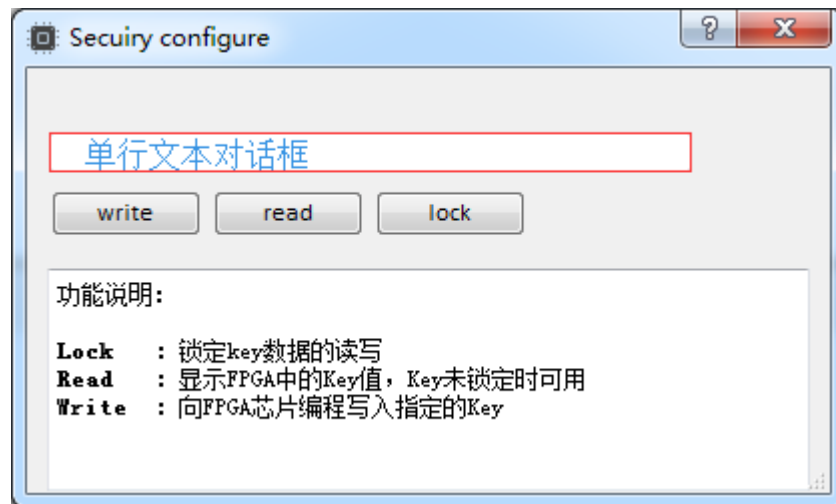 Secuiry configure
单行文本对话框
write read lock
功能说明:
Lock : 锁定key数据的读写
Read : 显示FPGA中的Key值，Key未锁定时可用
Write : 向FPGA芯片编程写入指定的Key